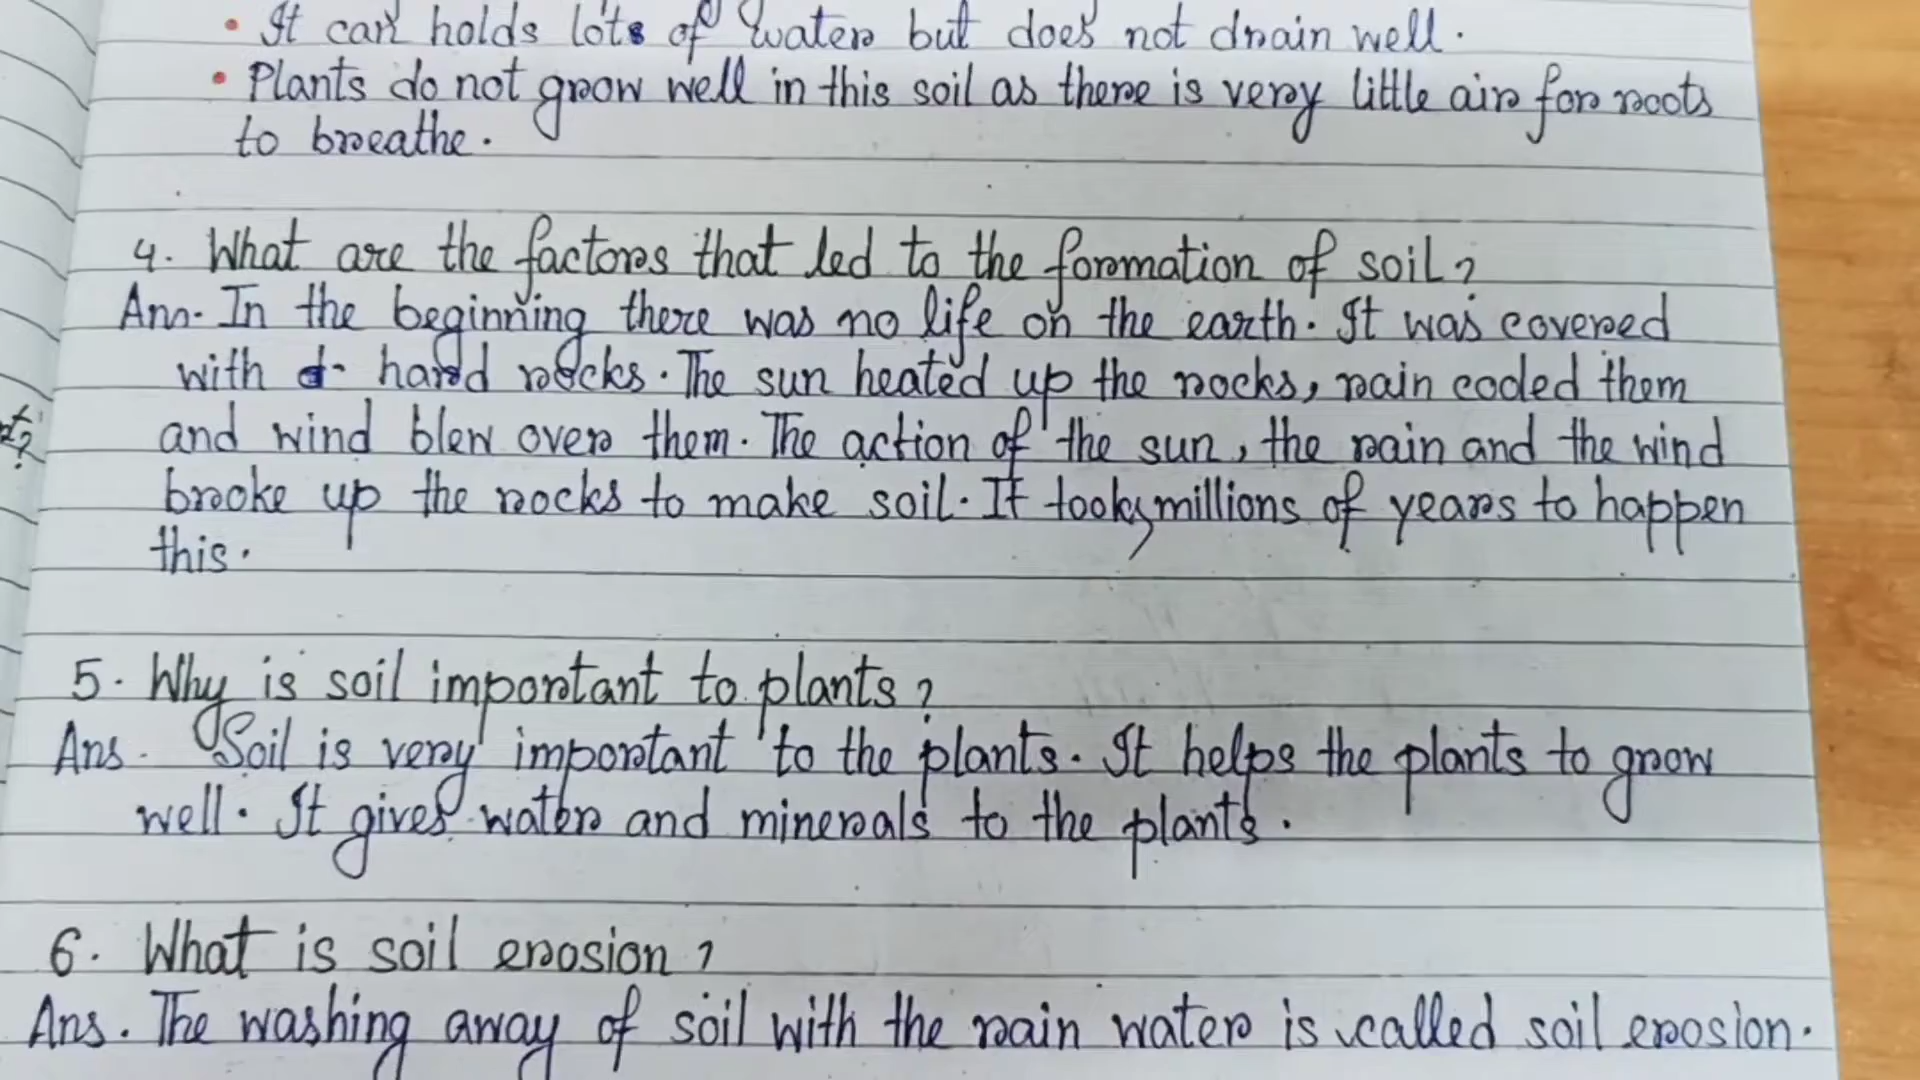 • It can holds lots of water but does not drain well.
• Plants do not grow well in this soil as there is very little air for roots
to breathe.
4. What are the factors that led to the formation of soil?
Ans- In the beginning there was no life on the earth. It was covered
with hard rocks. The sun heated up the rocks, rain cooled them
and wind blew over them. The action of the sun, the rain and the wind
broke up the rocks to make soil. It took millions of years to happen
this.
5. Why is soil important to plants?
Ans. Soil is very important to the plants. It helps the plants to grow
well. It gives water and minerals to the plants.
6. What is soil erosion?
Ans. The washing away of soil with the rain water is called soil erosion.